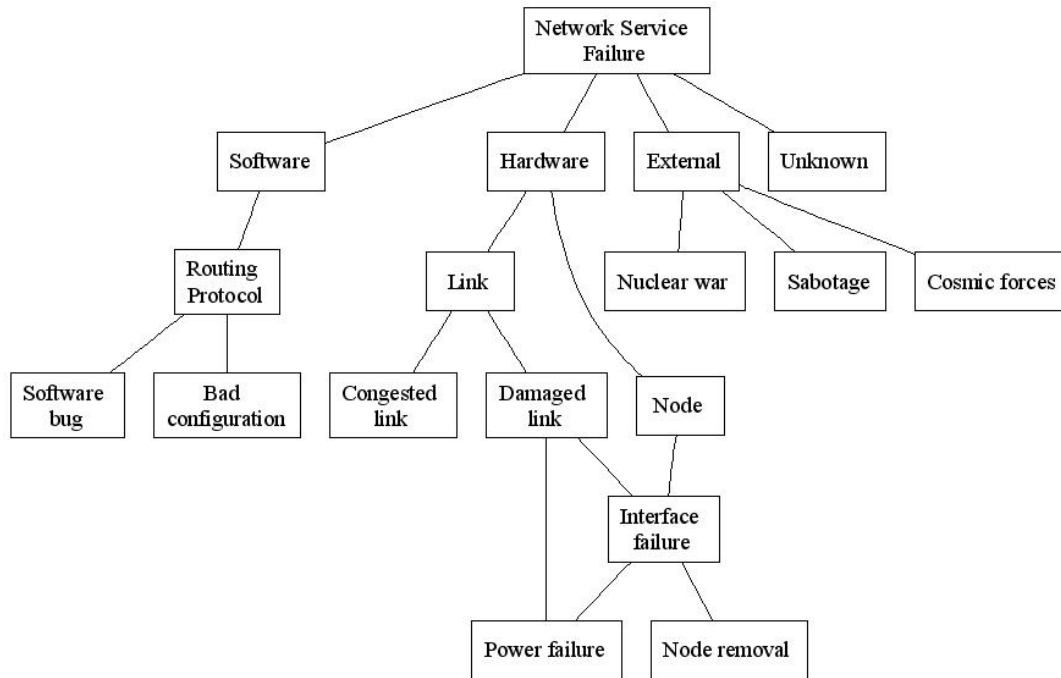 Network Service
Failure
Software
Hardware
External
Unknown
Routing
Protocol
Link
Nuclear war
Sabotage
Cosmic forces
Software
bug
Bad
configuration
Congested
link
Damaged
link
Node
Interface
failure
Power failure
Node removal